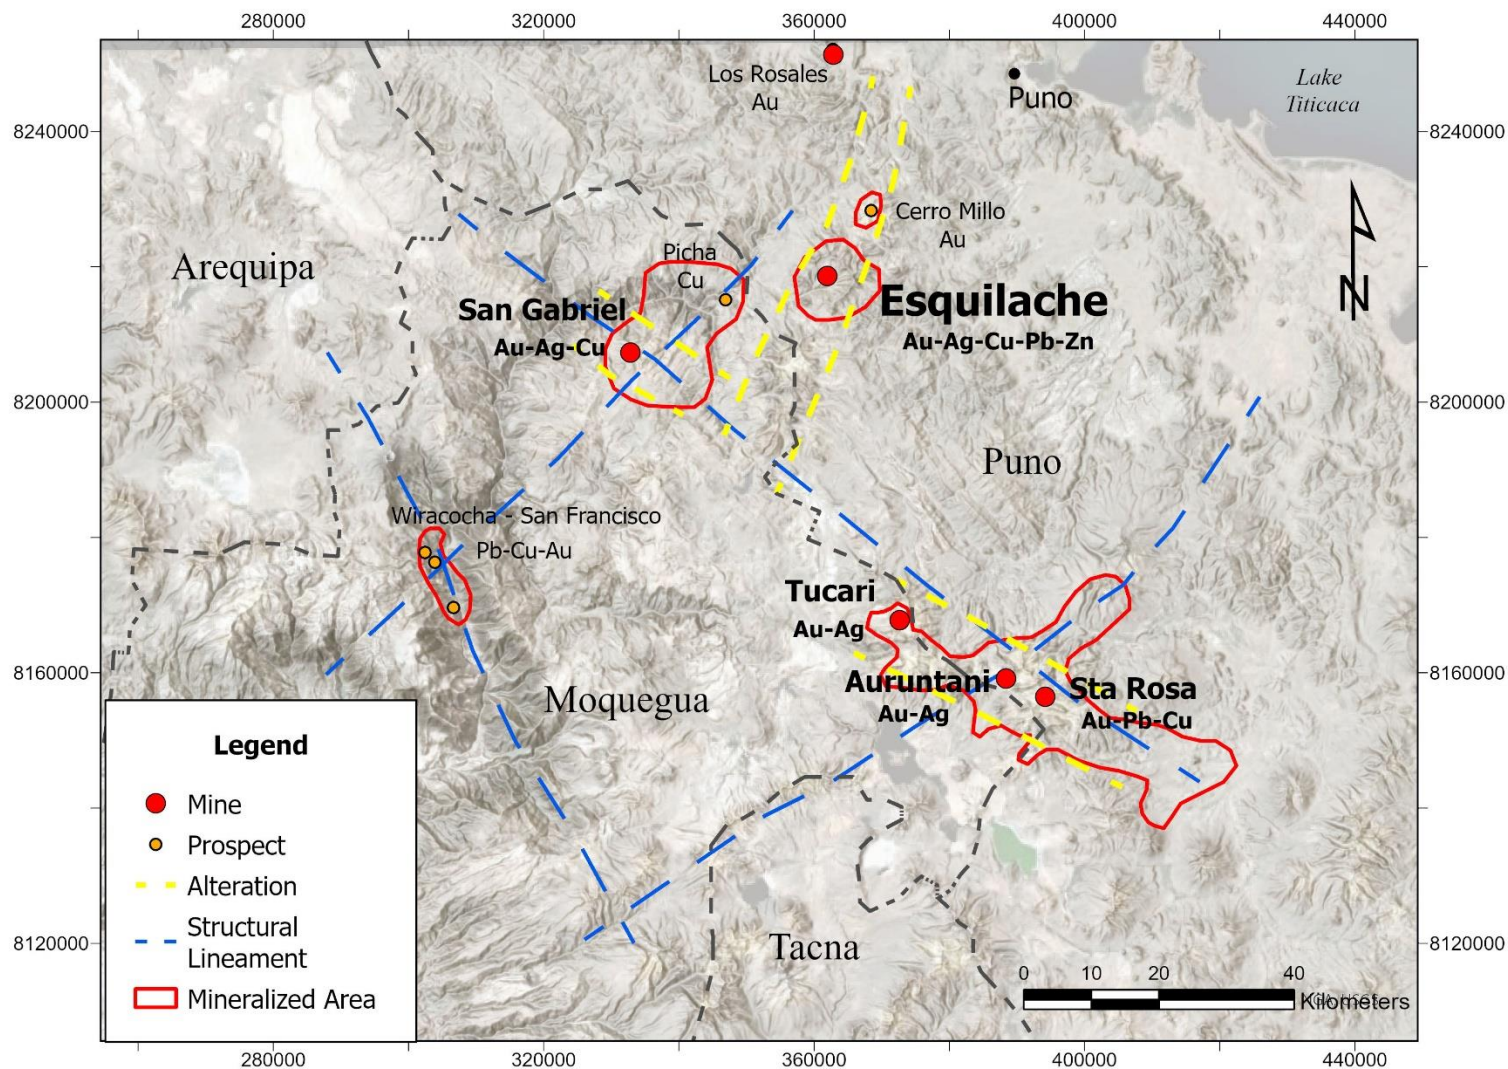 280000
320000
360000
400000
440000
Los Rosales
Au
Puno
Lake
Titicaca
8240000
8240000
Cerro Millo
Au
Arequipa
Picha
Cu
N
San Gabriel
Au-Ag-Cu
Esquilache
Au-Ag-Cu-Pb-Zn
8200000
8200000
Puno
Wiracocha - San Francisco
Pb-Cu-Au
Tucari
Au-Ag
8160000
8160000
Auruntani
Au-Ag
Sta Rosa
Au-Pb-Cu
Moquegua
Legend
Mine
Prospect
Alteration
Structural
Lineament
Mineralized Area
8120000
8120000
Tacna
0
10
20
40
Kilometers
280000
320000
360000
400000
440000